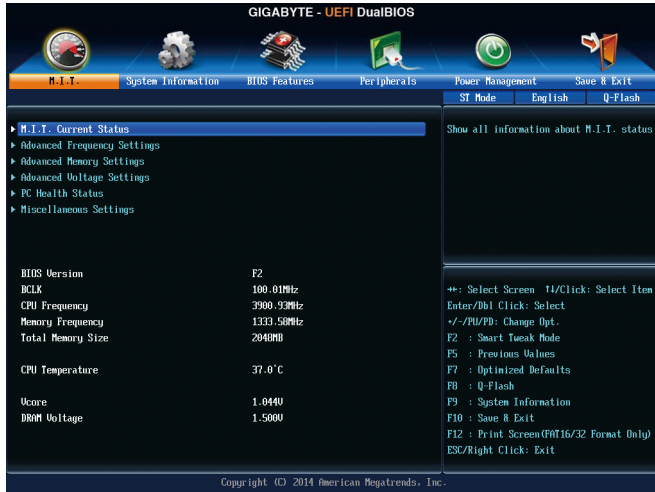 GIGABYTE - UEFI DualBIOS
M.I.T. System Information BIOS Features Peripherals Power Management Save & Exit
ST Mode English Q-Flash
M.I.T. Current Status
Advanced Frequency Settings
Advanced Memory Settings
Advanced Voltage Settings
PC Health Status
Miscellaneous Settings
Show all information about M.I.T. status
BIOS Version F2
BCLK 100.01MHz
CPU Frequency 3900.93MHz
Memory Frequency 1333.58MHz
Total Memory Size 2048MB
CPU Temperature 37.0°C
Vcore 1.044V
DRAM Voltage 1.500V
→←: Select Screen ↑↓/Click: Select Item
Enter/Dbl Click: Select
+/-/PU/PD: Change Opt.
F2 : Smart Tweak Mode
F5 : Previous Values
F7 : Optimized Defaults
F8 : Q-Flash
F9 : System Information
F10 : Save & Exit
F12 : Print Screen(FAT16/32 Format Only)
ESC/Right Click: Exit
Copyright (C) 2014 American Megatrends, Inc.